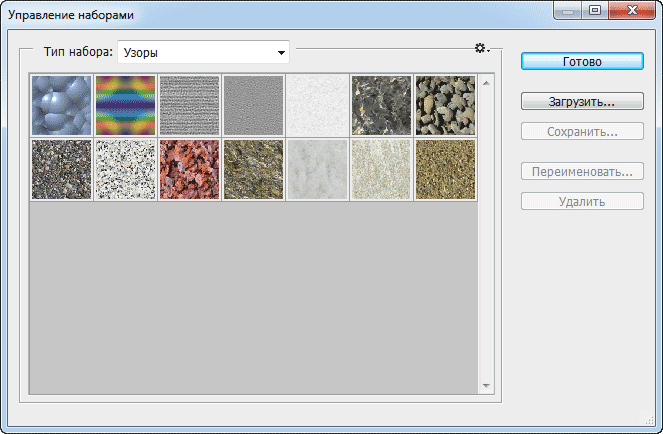 Управление наборами
Тип набора: Узоры
Готово
Загрузить...
Сохранить...
Переименовать...
Удалить